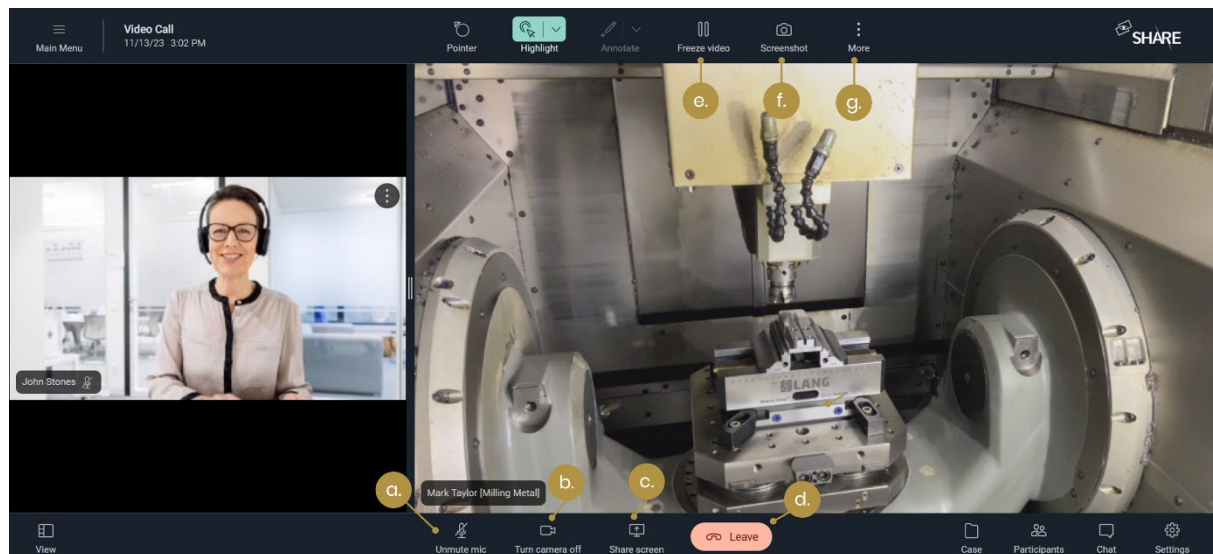 Main Menu
Video Call
11/13/23 3:02 PM
Pointer
Highlight
Annotate
Freeze video
Screenshot
More
SHARE
e.
f.
g.
John Stones
LANG
a.
Mark Taylor [Milling Metal]
b.
c.
d.
View
Unmute mic
Turn camera off
Share screen
Leave
Case
Participants
Chat
Settings